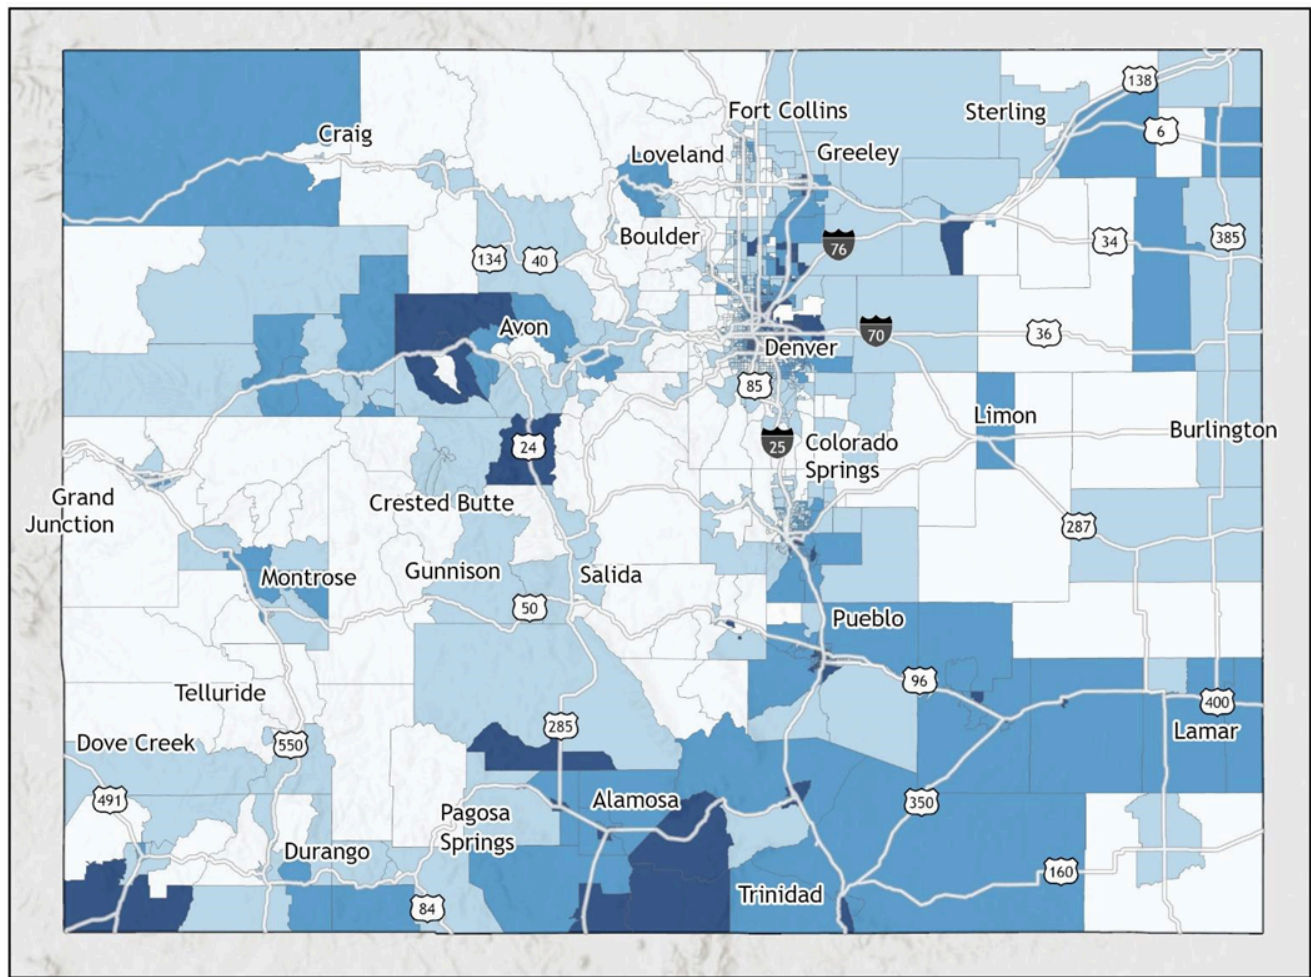 138
Fort Collins
Sterling
Craig
6
Loveland
Greeley
Boulder
385
34
76
134
40
Avon
70
36
Denver
85
Limon
Burlington
24
25
Colorado
Springs
Grand
Junction
Crested Butte
287
Montrose
Gunnison
Salida
50
Pueblo
96
Telluride
400
285
Lamar
Dove Creek
550
491
Alamosa
350
Pagosa
Springs
Durango
160
Trinidad
84